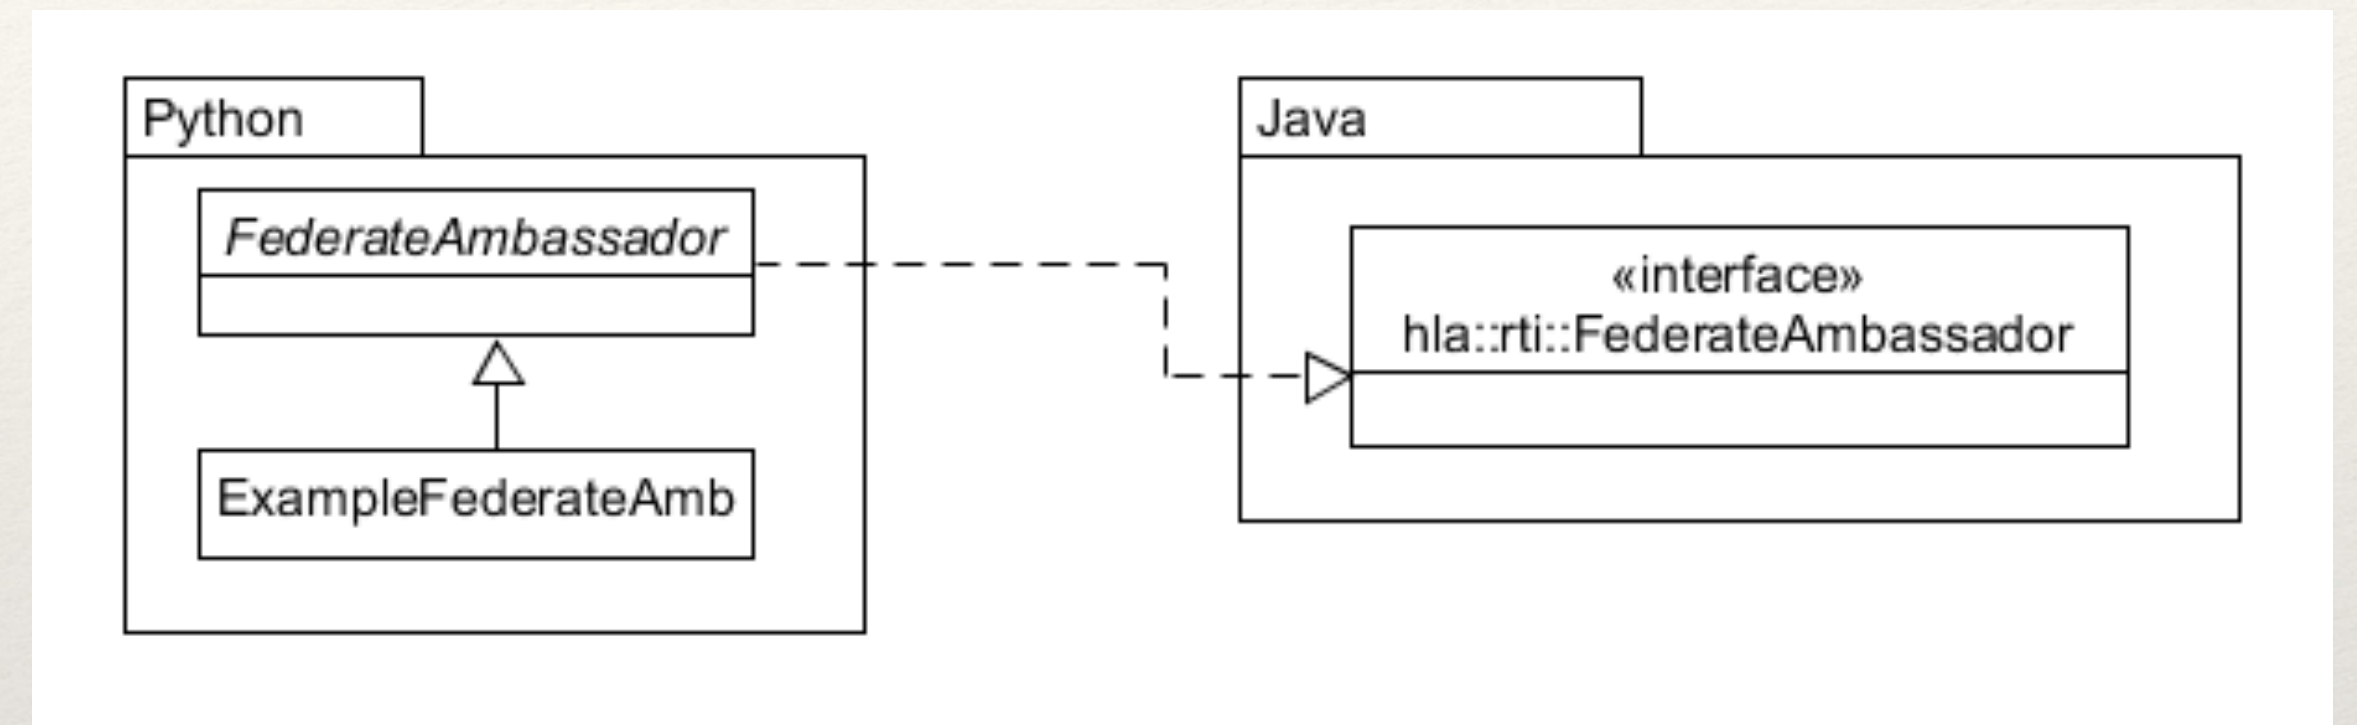 Python
FederateAmbassador
ExampleFederateAmb
Java
«interface»
hla::rti::FederateAmbassador